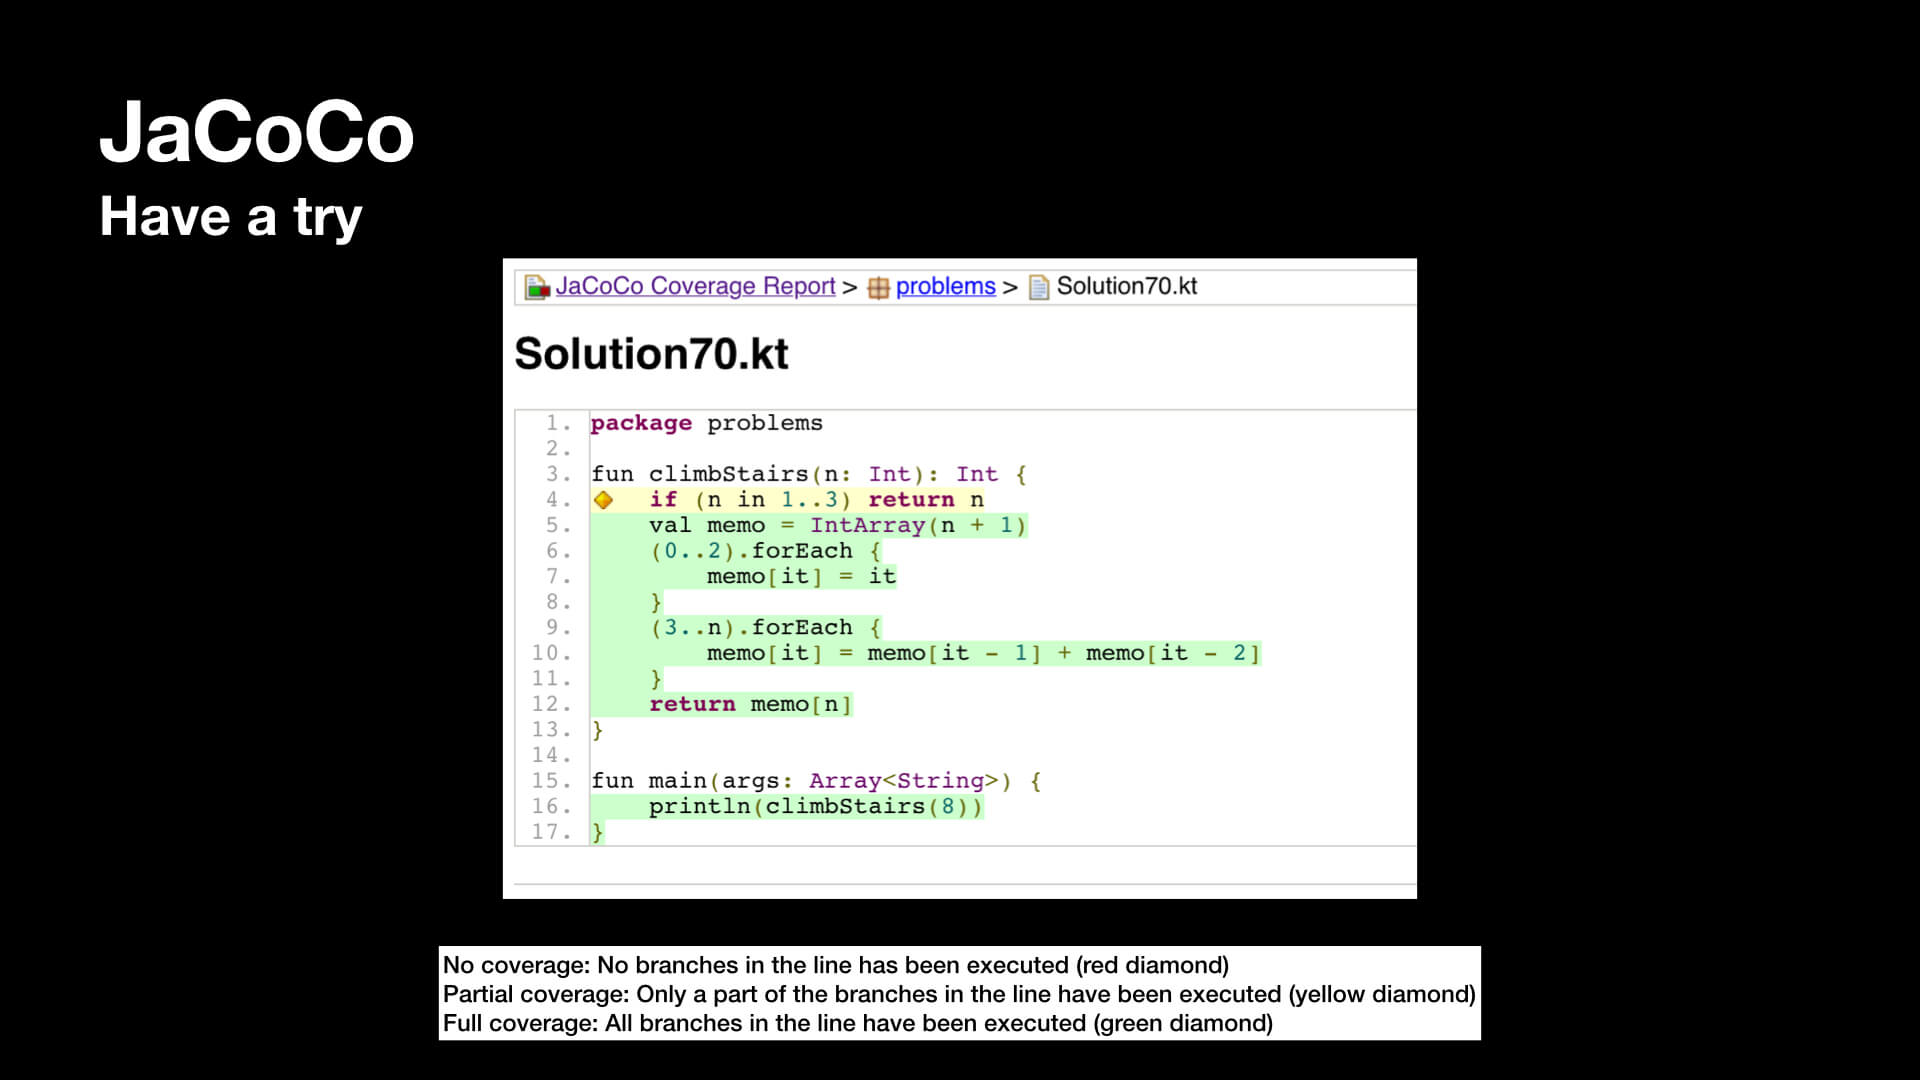 JaCoCo
Have a try
JaCoCo Coverage Report > problems > Solution70.kt
Solution70.kt
1. package problems
2.
3. fun climbStairs(n: Int): Int {
4.     if (n in 1..3) return n
5.     val memo = IntArray(n + 1)
6.     (0..2).forEach {
7.         memo[it] = it
8.     }
9.     (3..n).forEach {
10.         memo[it] = memo[it - 1] + memo[it - 2]
11.     }
12.     return memo[n]
13. }
14.
15. fun main(args: Array<String>) {
16.     println(climbStairs(8))
17. }
No coverage: No branches in the line has been executed (red diamond)
Partial coverage: Only a part of the branches in the line have been executed (yellow diamond)
Full coverage: All branches in the line have been executed (green diamond)